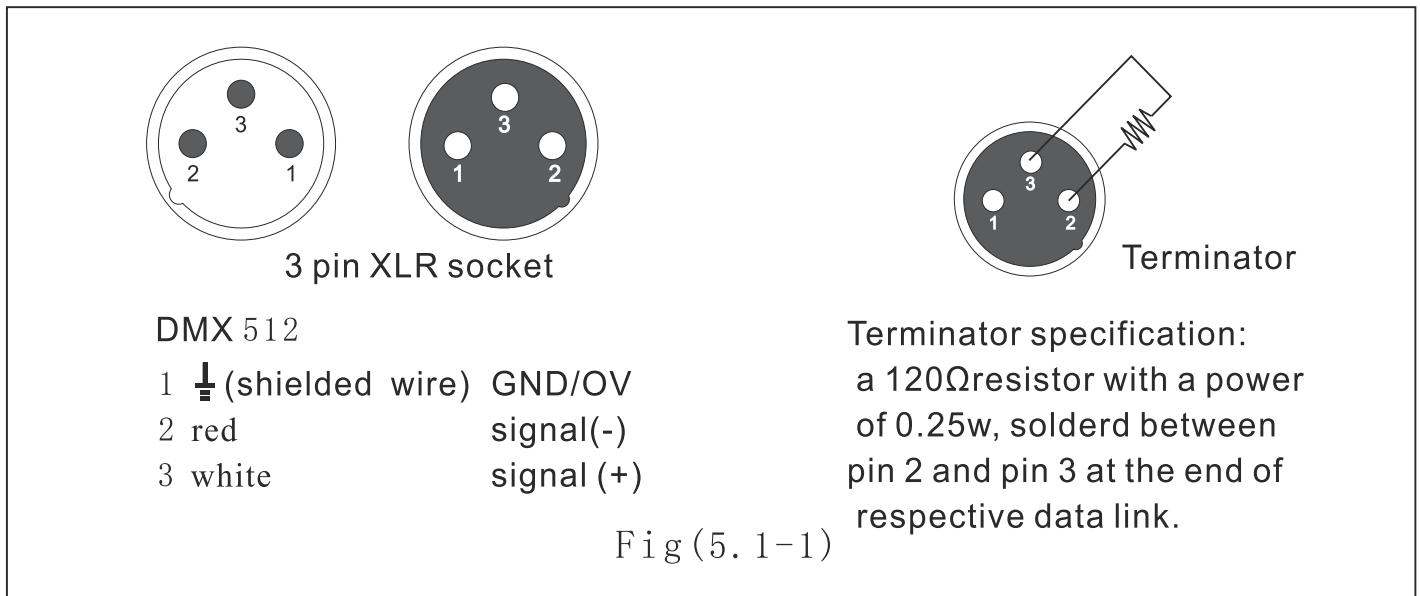 3
2 1
3
1 2
3 pin XLR socket
3
1 2
Terminator
DMX 512
1 (shielded wire) GND/OV
2 red signal(-)
3 white signal (+)
Terminator specification:
a 120Ωresistor with a power
of 0.25w, solderd between
pin 2 and pin 3 at the end of
respective data link.
Fig(5.1-1)